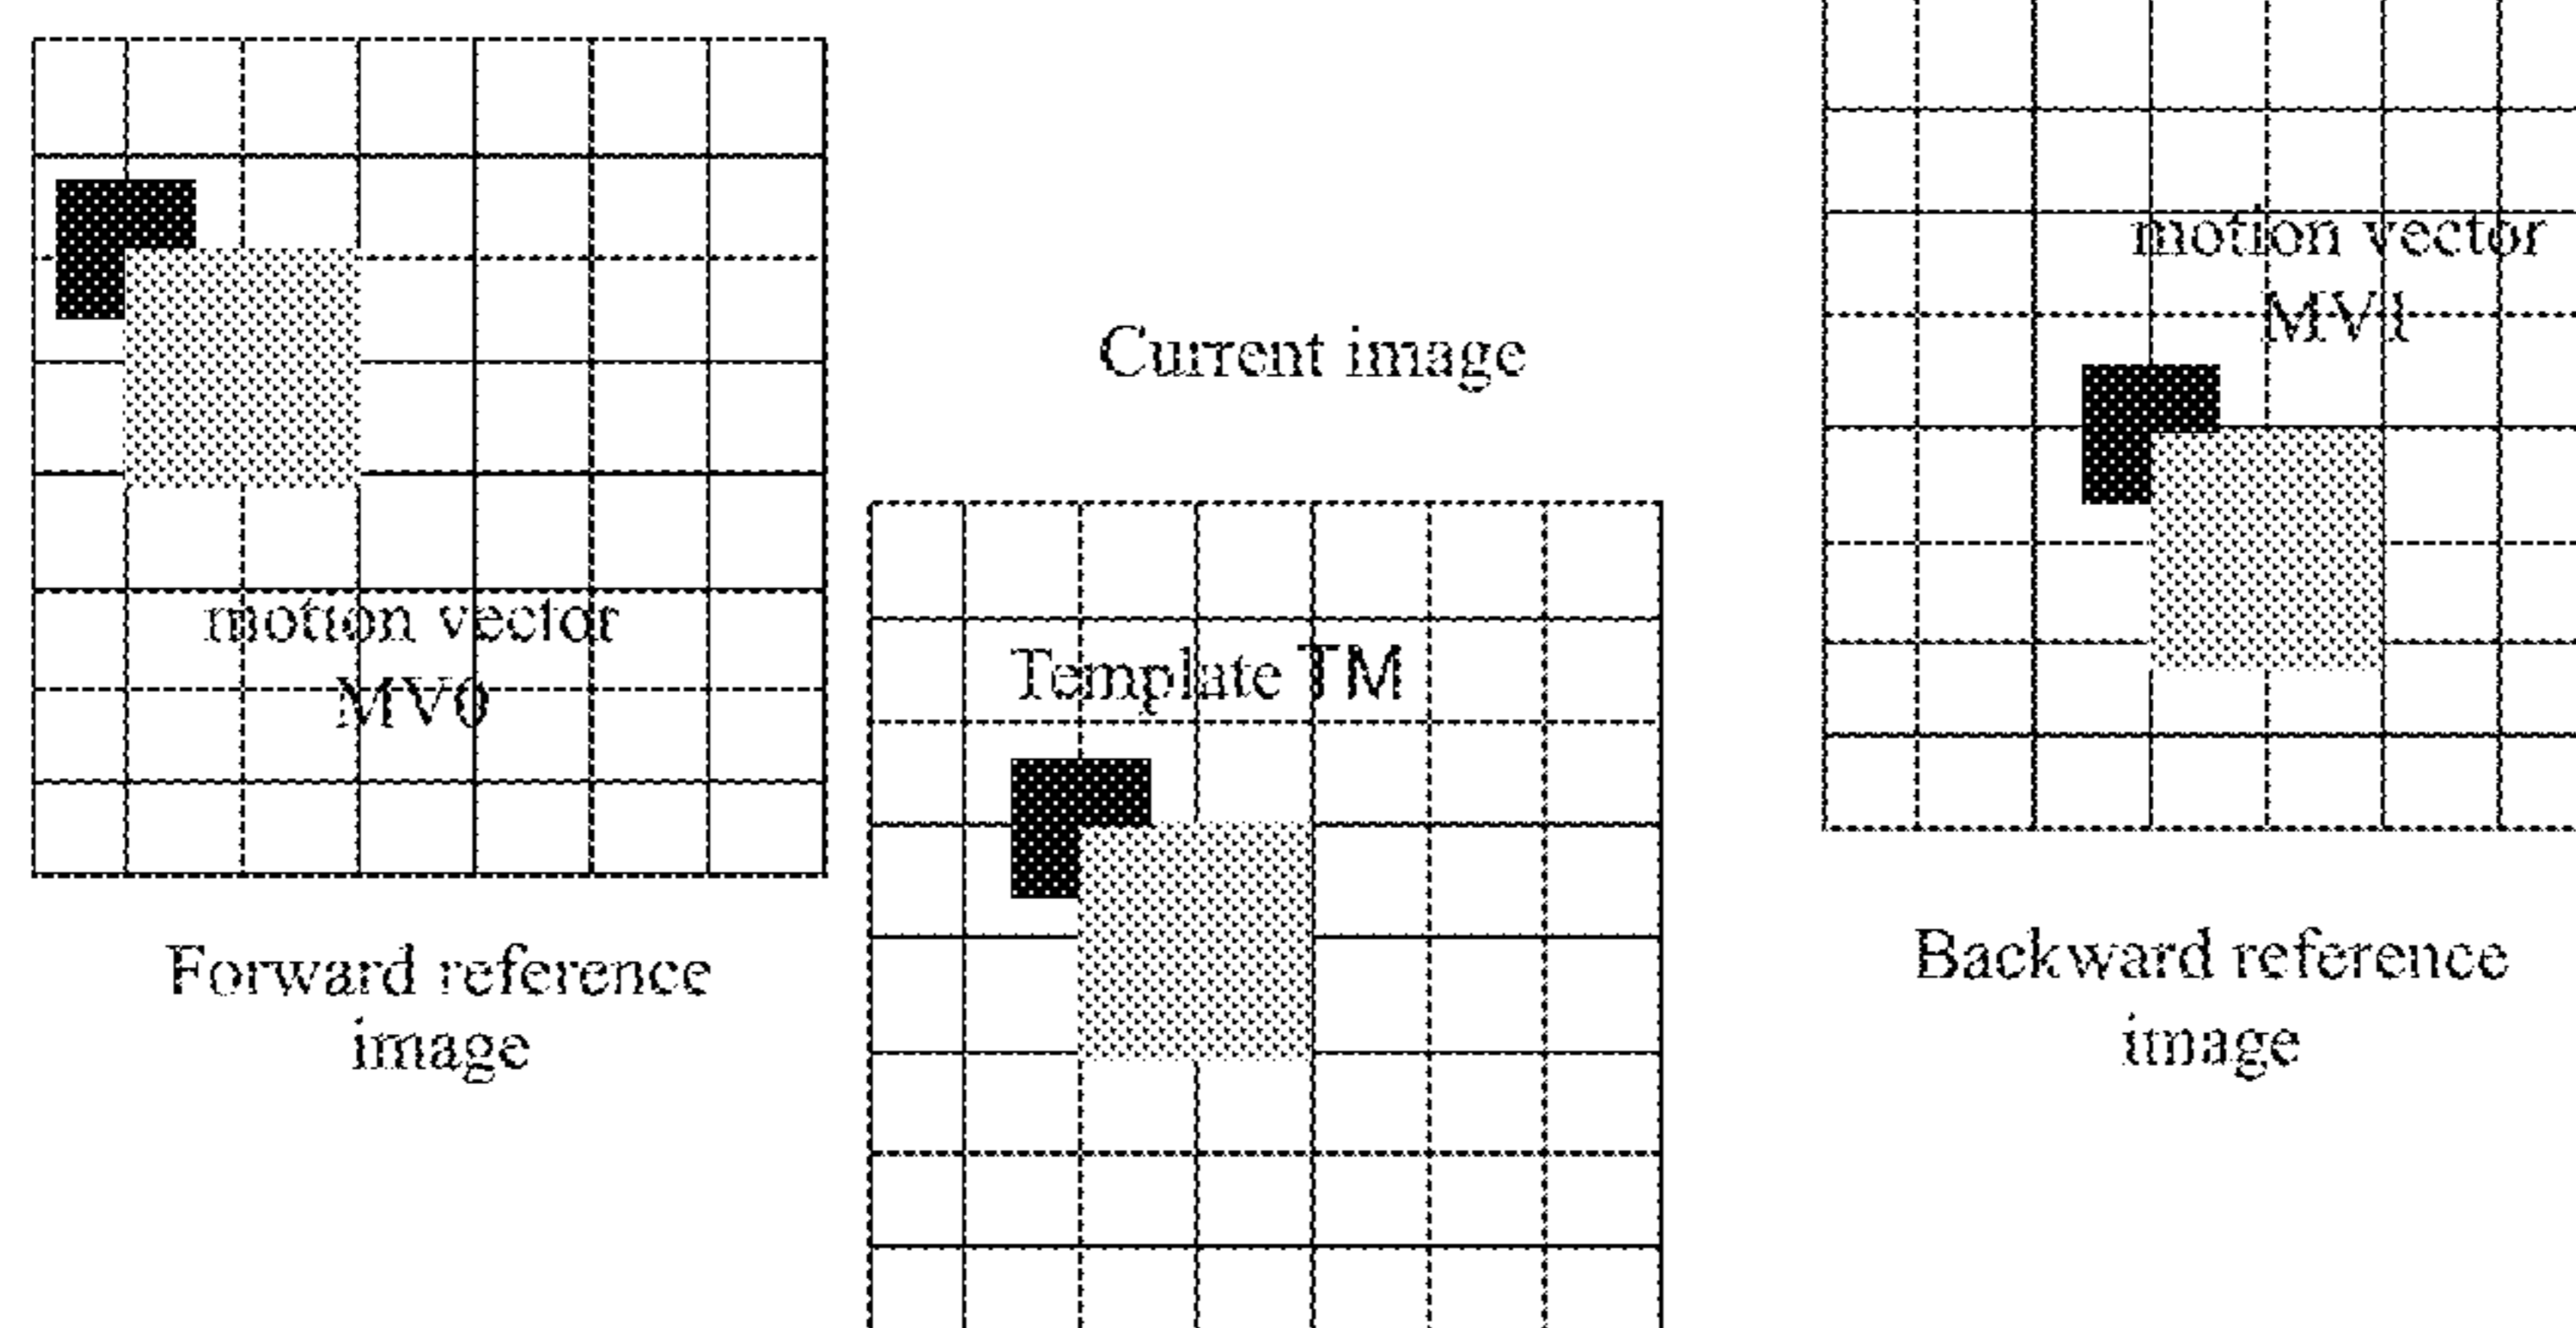 motion vector
MV0
Forward reference
image
Current image
Template TM
motion vector
MV1
Backward reference
image